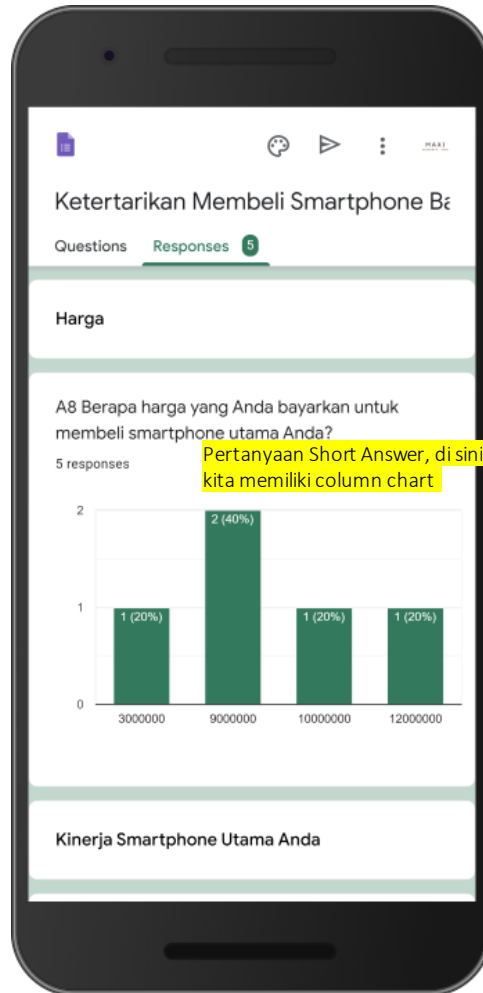 MAXI
Ketertarikan Membeli Smartphone Ba
Questions Responses 5
Harga
A8 Berapa harga yang Anda bayarkan untuk
membeli smartphone utama Anda?
5 responses
Pertanyaan Short Answer, di sini
kita memiliki column chart
2
2 (40%)
1
1 (20%)
1 (20%)
1 (20%)
0
3000000 9000000 10000000 12000000
Kinerja Smartphone Utama Anda